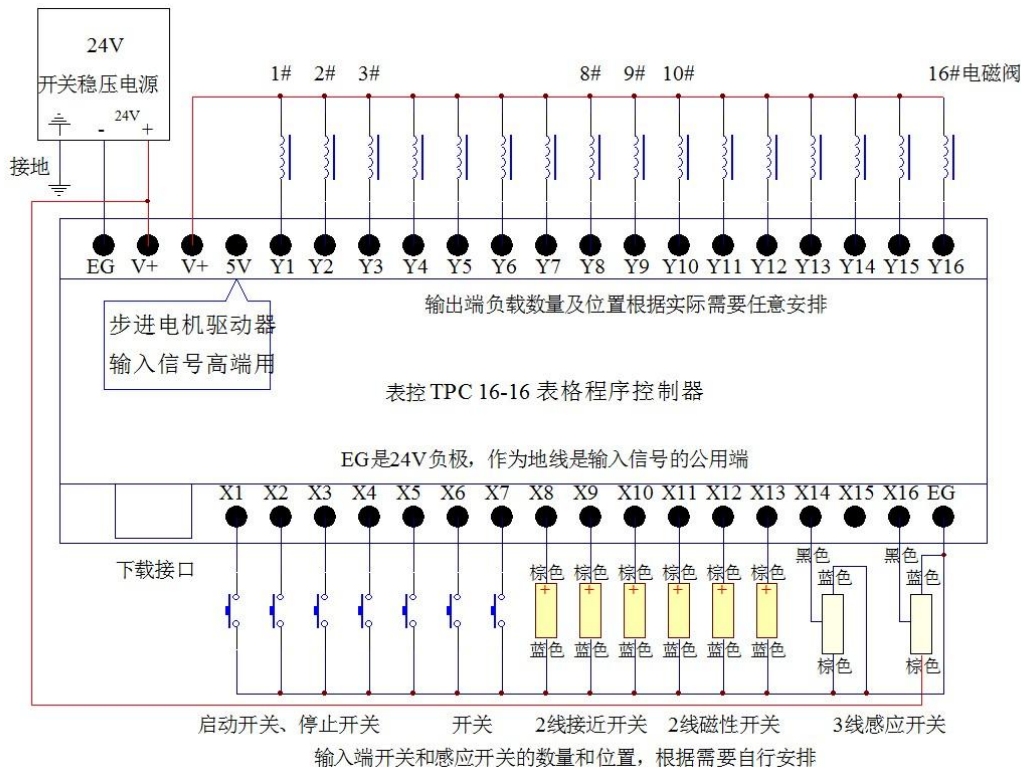 24V
开关稳压电源
24V
- +
接地
1# 2# 3# 8# 9# 10# 16#电磁阀
EG V+ V+ 5V Y1 Y2 Y3 Y4 Y5 Y6 Y7 Y8 Y9 Y10 Y11 Y12 Y13 Y14 Y15 Y16
步进电机驱动器
输入信号高端用
输出端负载数量及位置根据实际需要任意安排
表控 TPC 16-16 表格程序控制器
EG是24V负极，作为地线是输入信号的公用端
X1 X2 X3 X4 X5 X6 X7 X8 X9 X10 X11 X12 X13 X14 X15 X16 EG
下载接口
黑色 黑色
棕色 棕色 棕色 棕色 棕色 棕色 蓝色 蓝色
+ + + + + +
蓝色 蓝色 蓝色 蓝色 蓝色 蓝色 棕色 棕色
启动开关、停止开关 开关 2线接近开关 2线磁性开关 3线感应开关
输入端开关和感应开关的数量和位置，根据需要自行安排